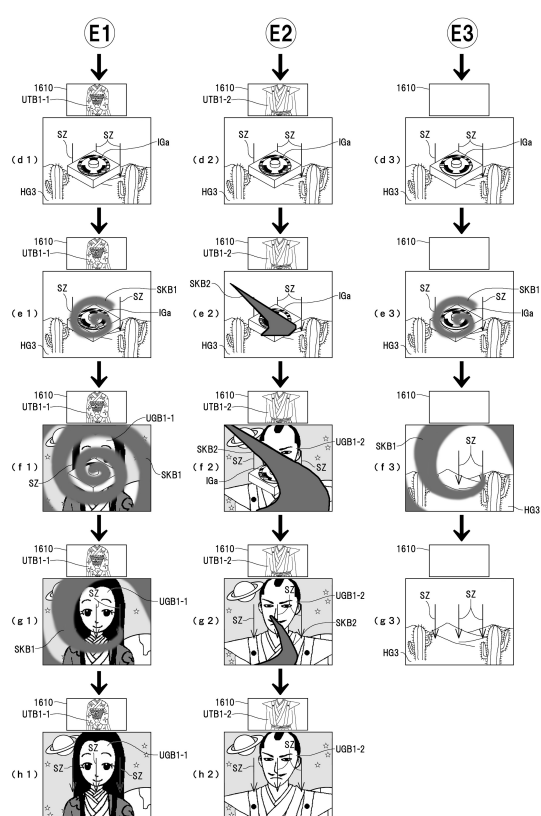 E1 E2 E3
1610 1610 1610
UTB1-1 UTB1-2
SZ SZ IGa SZ SZ IGa SZ SZ IGa
(d1) (d2) (d3)
HG3 HG3 HG3
1610 1610 1610
UTB1-1 UTB1-2
SZ SZ SKB1 SKB2 SZ SZ SKB1
(e1) IGa (e2) IGa (e3) IGa
HG3 HG3 HG3
1610 1610 1610
UTB1-1 UTB1-2
UGB1-1 SKB2 UGB1-2 SKB1 SZ
(f1) SZ SKB1 (f2) SZ SZ IGa (f3)
HG3
1610 1610 1610
UTB1-1 UTB1-2
SZ UGB1-1 SZ UGB1-2 SZ SZ
(g1) (g2) SZ SKB2 (g3)
SKB1 HG3
1610 1610
UTB1-1 UTB1-2
SZ UGB1-1 SZ UGB1-2
(h1) SZ SZ (h2) SZ